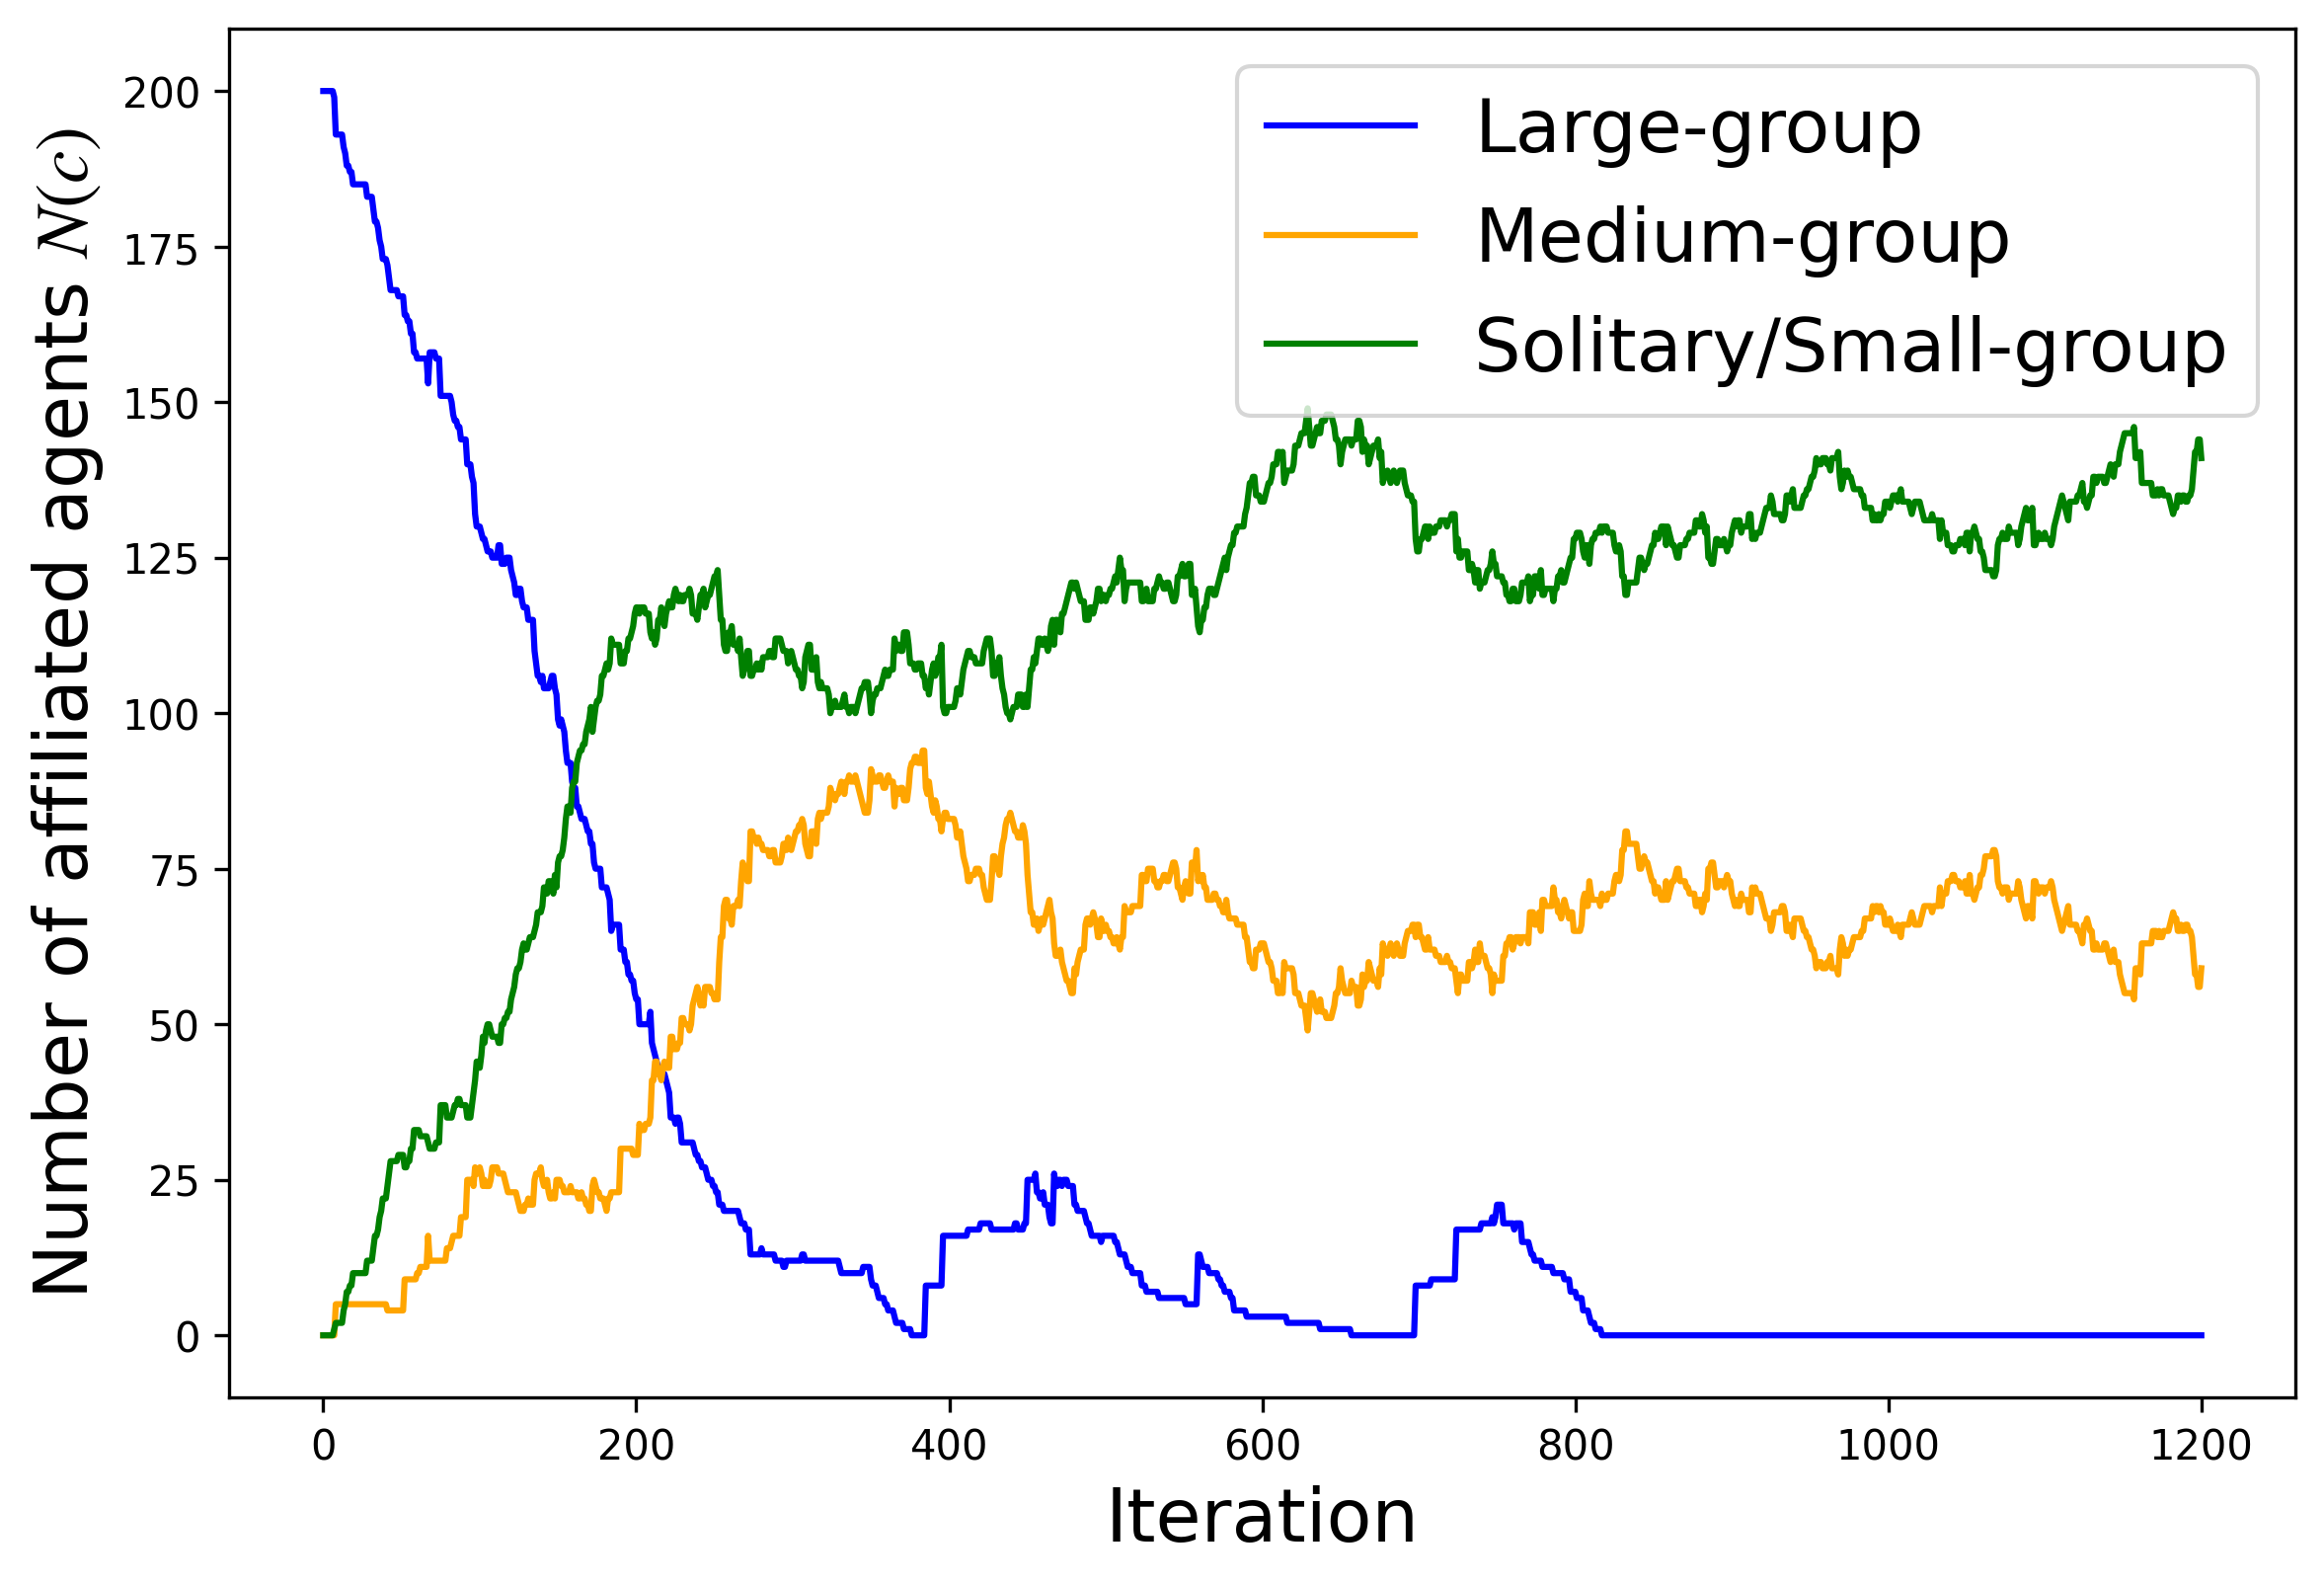 Number of affiliated agents N(c)
200
175
150
125
100
75
50
25
0
Large-group
Medium-group
Solitary/Small-group
0 200 400 600 800 1000 1200
Iteration